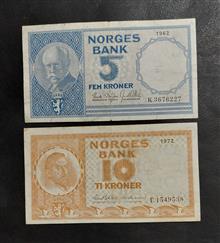 NORGES
BANK
1962
5
FEM KRONER
K.3676227
NORGES
BANK
1972
10
TI KRONER